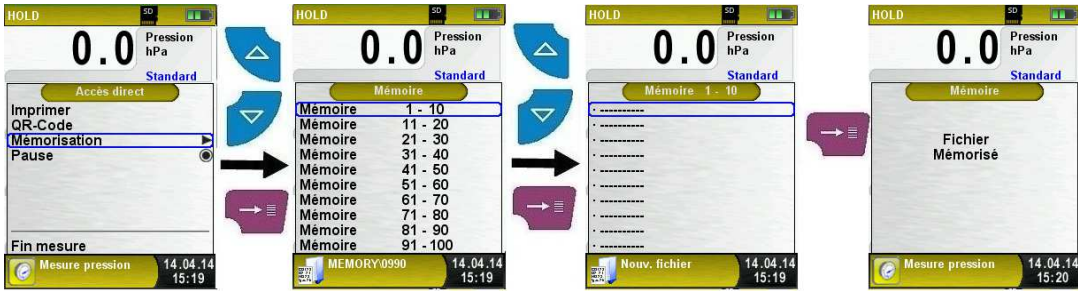 HOLD
SD
0.0
Pression
hPa
Standard
Accès direct
Imprimer
QR-Code
Mémorisation
Pause
Fin mesure
Mesure pression
14.04.14
15:19
HOLD
SD
0.0
Pression
hPa
Standard
Mémoire
Mémoire 1 - 10
Mémoire 11 - 20
Mémoire 21 - 30
Mémoire 31 - 40
Mémoire 41 - 50
Mémoire 51 - 60
Mémoire 61 - 70
Mémoire 71 - 80
Mémoire 81 - 90
Mémoire 91 - 100
MEMORY\0990
14.04.14
15:19
HOLD
SD
0.0
Pression
hPa
Standard
Mémoire 1 - 10
· ----------
· ----------
· ----------
· ----------
· ----------
· ----------
· ----------
· ----------
· ----------
· ----------
Nouv. fichier
14.04.14
15:19
HOLD
SD
0.0
Pression
hPa
Standard
Mémoire
Fichier
Mémorisé
Mesure pression
14.04.14
15:20